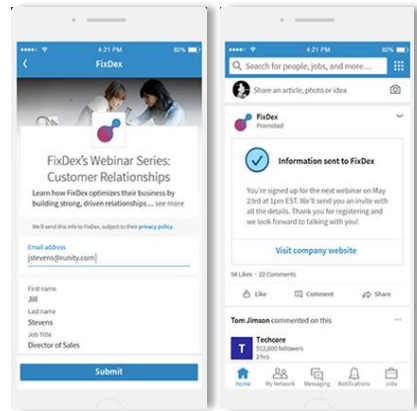 4:21 PM
82%
FixDex
FixDex's Webinar Series:
Customer Relationships
Learn how FixDex optimizes their business by
building strong, driven relationships ... see more
We'll send this info to FixDex, subject to their privacy policy.
Email address
jstevens@runity.com
First name
Jill
Last name
Stevens
Job Title
Director of Sales
Submit
4:21 PM
82%
Search for people, jobs, and more...
Share an article, photo or idea
FixDex
Promoted
Information sent to FixDex
You're signed up for the next webinar on May
23rd at 1pm EST. We'll send you an invite with
all the details. Thank you for registering and
we look forward to talking with you!
Visit company website
94 Likes · 22 Comments
Like
Comment
Share
Tom Jimson commented on this
T
Techcore
512,600 followers
2 hrs
Home
My Network
Messaging
Notifications
Jobs